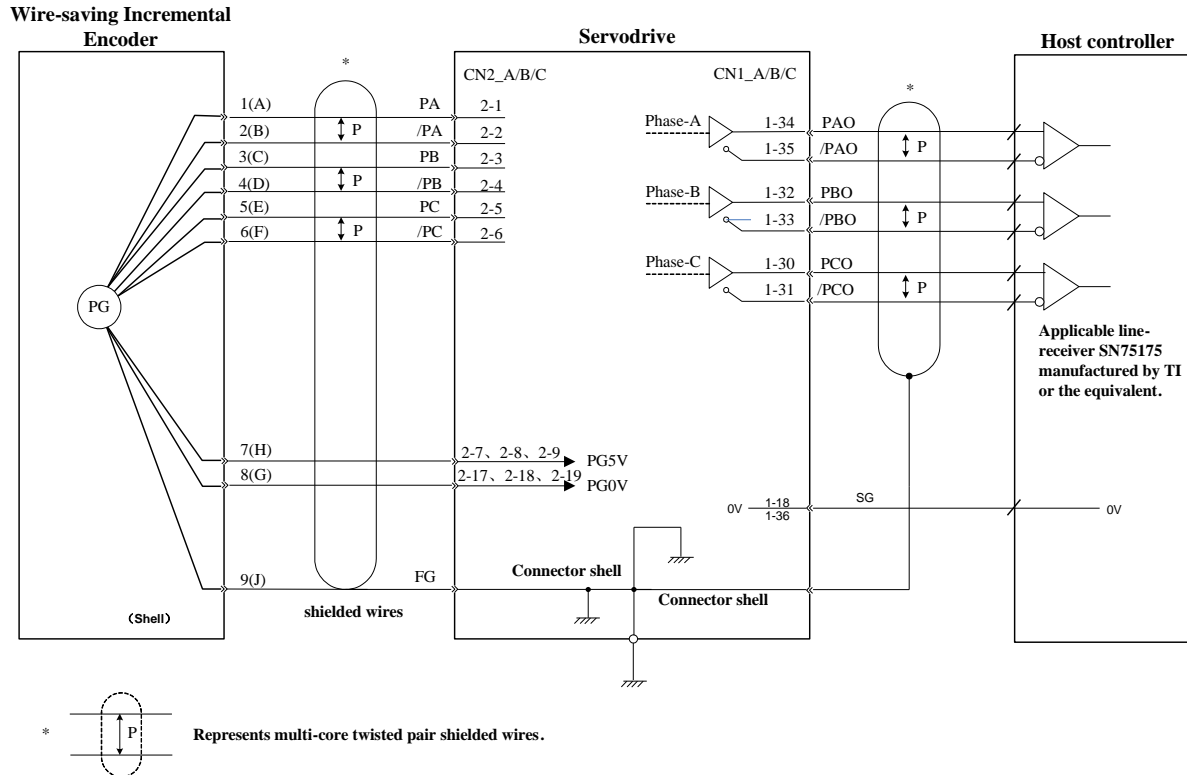 Wire-saving Incremental
Encoder
Servodrive
Host controller
*
CN2_A/B/C
CN1_A/B/C
*
1(A) PA 2-1
2(B) /PA 2-2
P
3(C) PB 2-3
4(D) /PB 2-4
P
5(E) PC 2-5
6(F) /PC 2-6
P
Phase-A 1-34 PAO
1-35 /PAO
P
Phase-B 1-32 PBO
1-33 /PBO
P
Phase-C 1-30 PCO
1-31 /PCO
P
PG
Applicable line-
receiver SN75175
manufactured by TI
or the equivalent.
7(H) 2-7、2-8、2-9 PG5V
8(G) 2-17、2-18、2-19 PG0V
0V 1-18 SG 0V
1-36
9(J) FG Connector shell
Connector shell
(Shell)
shielded wires
* P Represents multi-core twisted pair shielded wires.